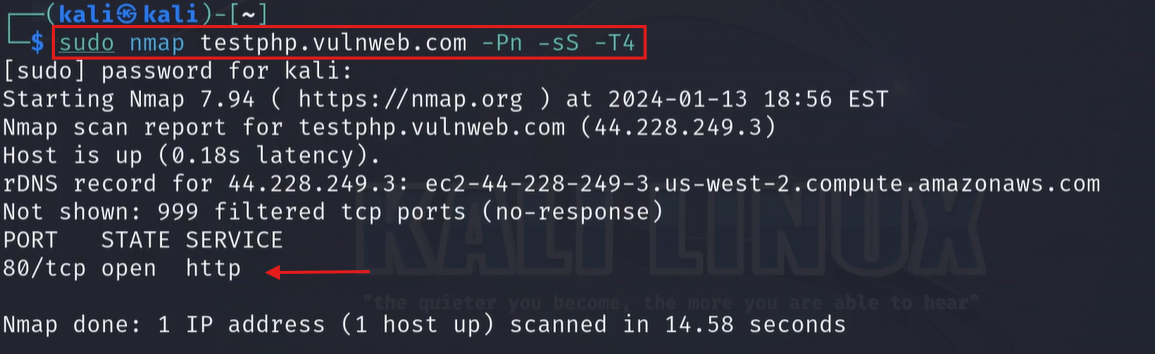 (kali㉿kali)-[~]
$ sudo nmap testphp.vulnweb.com -Pn -sS -T4
[sudo] password for kali:
Starting Nmap 7.94 ( https://nmap.org ) at 2024-01-13 18:56 EST
Nmap scan report for testphp.vulnweb.com (44.228.249.3)
Host is up (0.18s latency).
rDNS record for 44.228.249.3: ec2-44-228-249-3.us-west-2.compute.amazonaws.com
Not shown: 999 filtered tcp ports (no-response)
PORT   STATE SERVICE
80/tcp open  http
KALI LINUX
"the quieter you become, the more you are able to hear"
Nmap done: 1 IP address (1 host up) scanned in 14.58 seconds